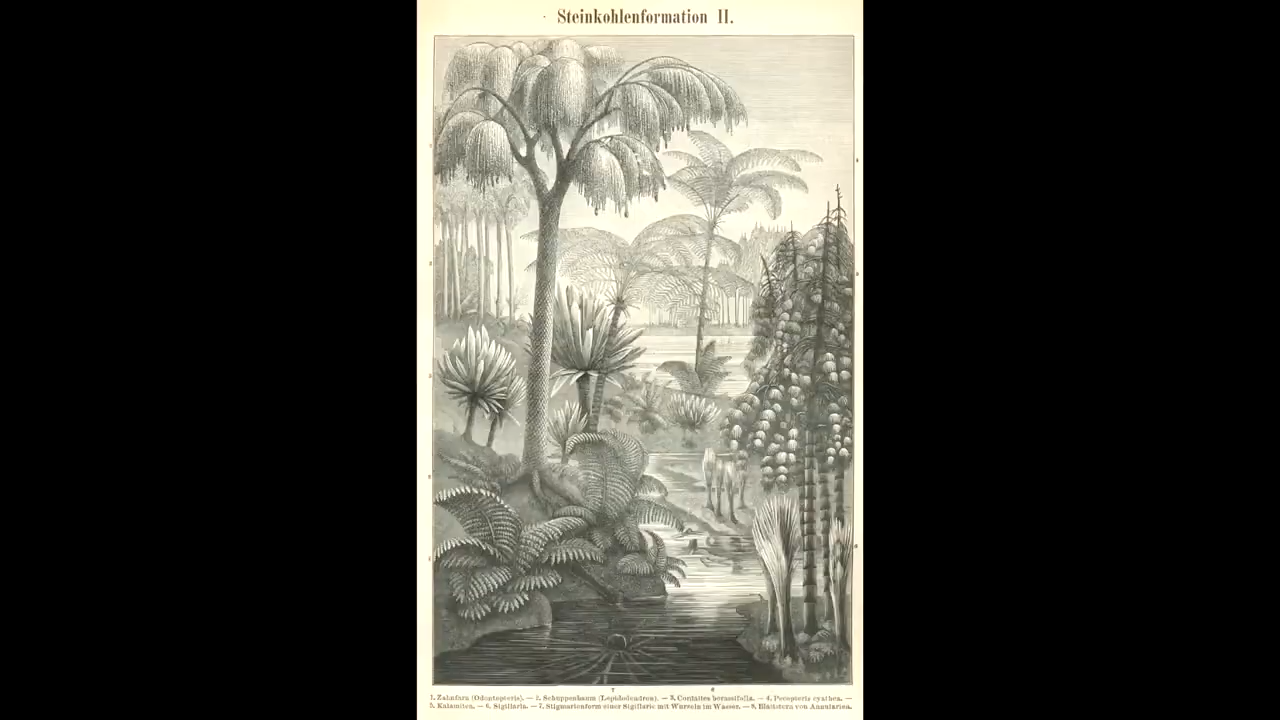 Steinkohlenformation II.
1. Zahnfarn (Odontopteris). — 2. Schuppenbaum (Lepidodendron). — 3. Cordaites borassifolia. — 4. Pecopteris cyathea. —
5. Kalamiten. — 6. Sigillaria. — 7. Stigmarienform einer Sigillarie mit Wurzeln im Wasser. — 8. Blattstern von Annularien.